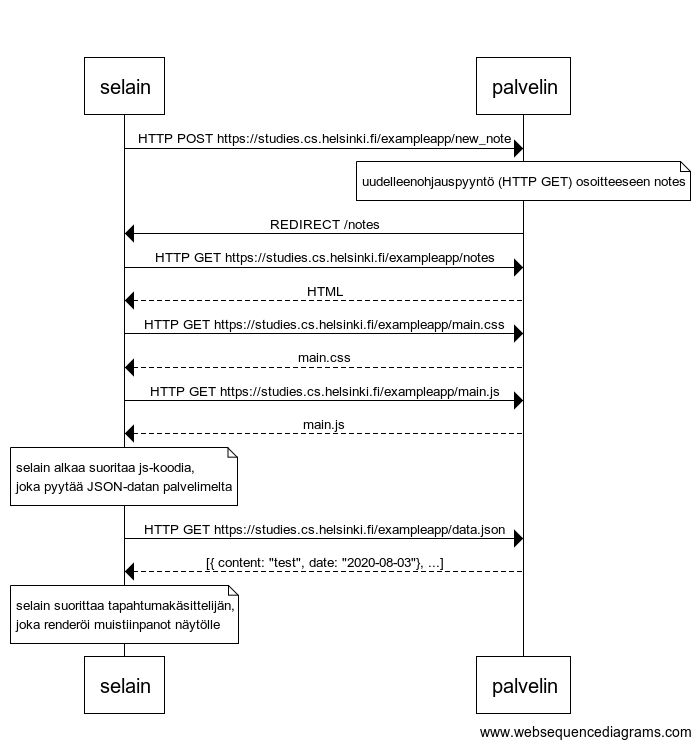 selain
palvelin
HTTP POST https://studies.cs.helsinki.fi/exampleapp/new_note
uudelleenohjauspyyntö (HTTP GET) osoitteeseen notes
REDIRECT /notes
HTTP GET https://studies.cs.helsinki.fi/exampleapp/notes
HTML
HTTP GET https://studies.cs.helsinki.fi/exampleapp/main.css
main.css
HTTP GET https://studies.cs.helsinki.fi/exampleapp/main.js
main.js
selain alkaa suoritaa js-koodia,
joka pyytää JSON-datan palvelimelta
HTTP GET https://studies.cs.helsinki.fi/exampleapp/data.json
[{ content: "test", date: "2020-08-03"}, ...]
selain suorittaa tapahtumakäsittelijän,
joka renderöi muistiinpanot näytölle
selain
palvelin
www.websequencediagrams.com